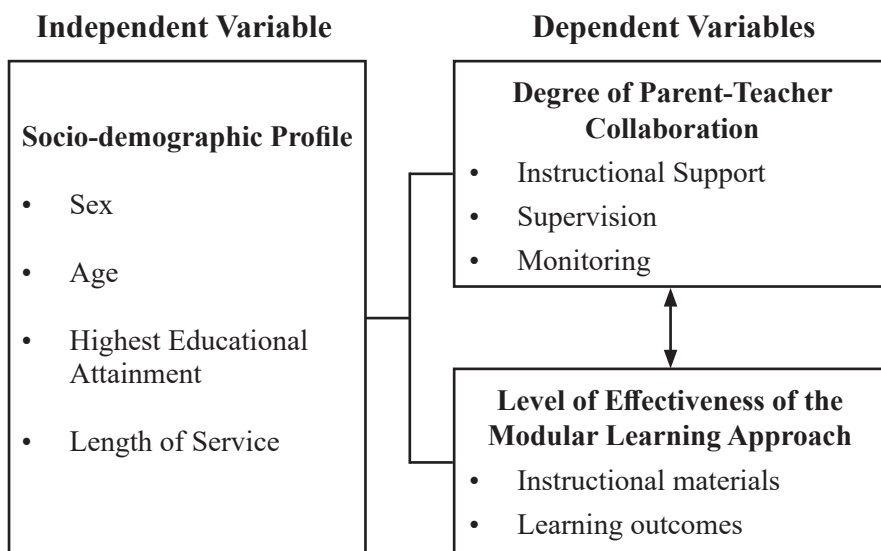 Independent Variable
Socio-demographic Profile
• Sex
• Age
• Highest Educational
Attainment
• Length of Service
Dependent Variables
Degree of Parent-Teacher
Collaboration
• Instructional Support
• Supervision
• Monitoring
Level of Effectiveness of the
Modular Learning Approach
• Instructional materials
• Learning outcomes